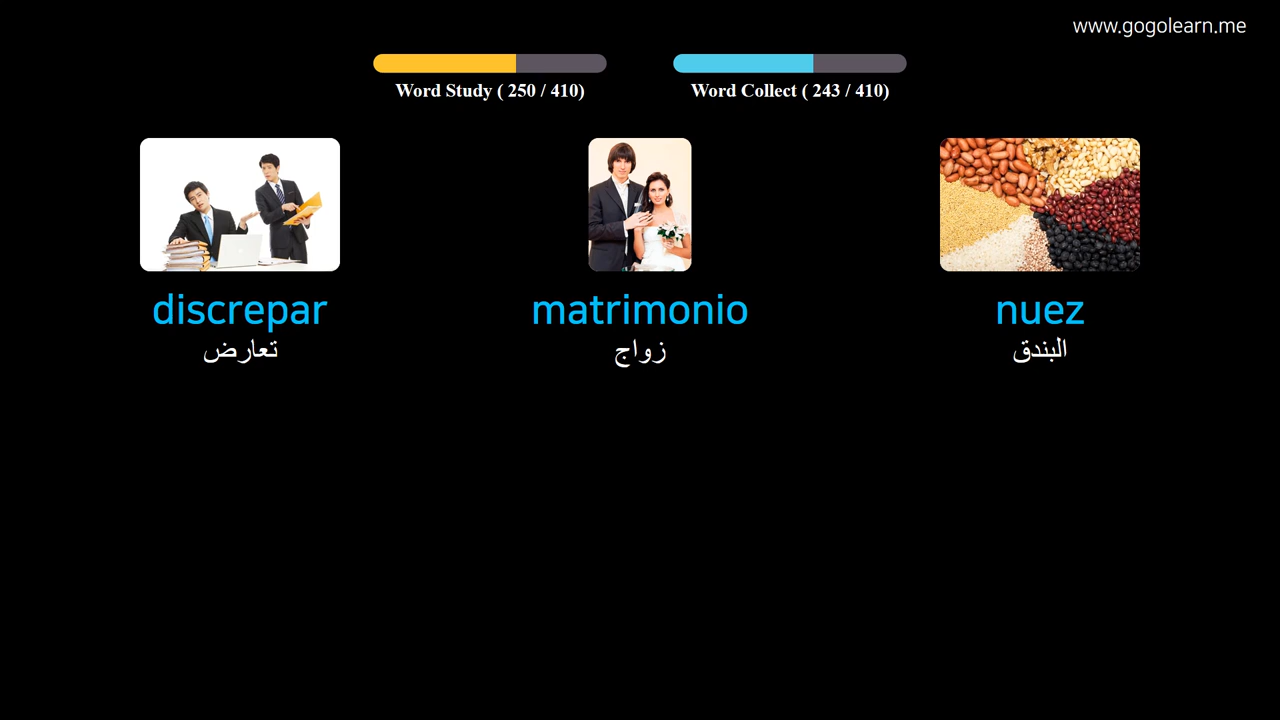 www.gogolearn.me
Word Study ( 250 / 410)
Word Collect ( 243 / 410)
discrepar
تعارض
matrimonio
زواج
nuez
البندق